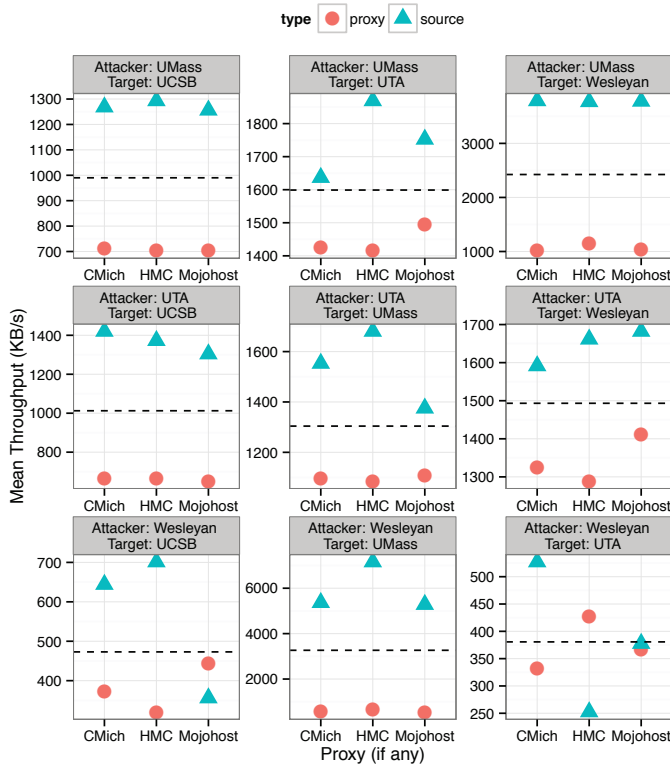 type proxy source
Attacker: UMass
Target: UCSB
Attacker: UMass
Target: UTA
Attacker: UMass
Target: Wesleyan
1300
1200
1100
1000
900
800
700
1800
1700
1600
1500
1400
3000
2000
1000
CMich HMC Mojohost
CMich HMC Mojohost
CMich HMC Mojohost
Attacker: UTA
Target: UCSB
Attacker: UTA
Target: UMass
Attacker: UTA
Target: Wesleyan
Mean Throughput (KB/s)
1400
1200
1000
800
1600
1400
1200
1700
1600
1500
1400
1300
CMich HMC Mojohost
CMich HMC Mojohost
CMich HMC Mojohost
Attacker: Wesleyan
Target: UCSB
Attacker: Wesleyan
Target: UMass
Attacker: Wesleyan
Target: UTA
700
600
500
400
6000
4000
2000
500
450
400
350
300
250
CMich HMC Mojohost
CMich HMC Mojohost
CMich HMC Mojohost
Proxy (if any)